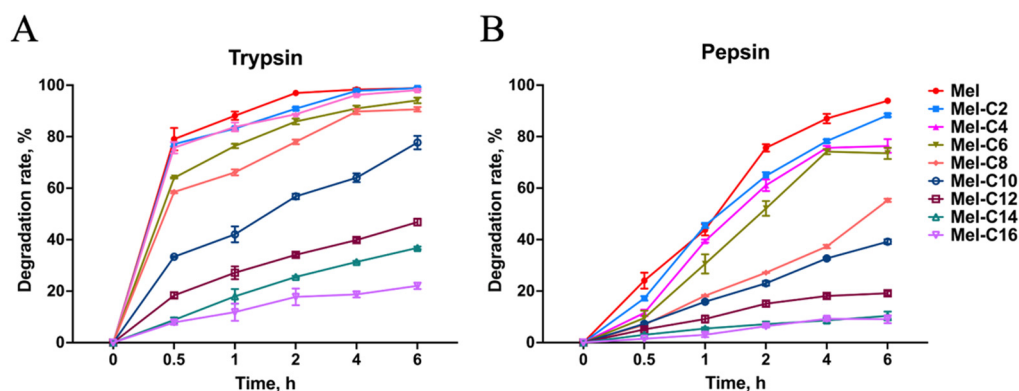 A
Trypsin
Degradation rate, %
100
80
60
40
20
0
0 0.5 1 2 4 6
Time, h
B
Pepsin
Degradation rate, %
100
80
60
40
20
0
0 0.5 1 2 4 6
Time, h
Mel
Mel-C2
Mel-C4
Mel-C6
Mel-C8
Mel-C10
Mel-C12
Mel-C14
Mel-C16